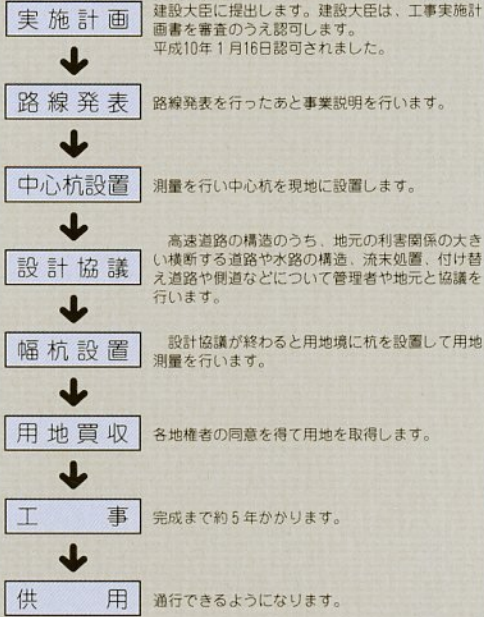 実施計画
建設大臣に提出します。建設大臣は、工事実施計
画書を審査のうえ認可します。
平成10年1月16日認可されました。
路線発表
路線発表を行ったあと事業説明を行います。
中心杭設置
測量を行い中心杭を現地に設置します。
設計協議
高速道路の構造のうち、地元の利害関係の大き
い横断する道路や水路の構造、流末処置、付け替
え道路や側道などについて管理者や地元と協議を
行います。
幅杭設置
設計協議が終わると用地境に杭を設置して用地
測量を行います。
用地買収
各地権者の同意を得て用地を取得します。
工事
完成まで約5年かかります。
供用
通行できるようになります。